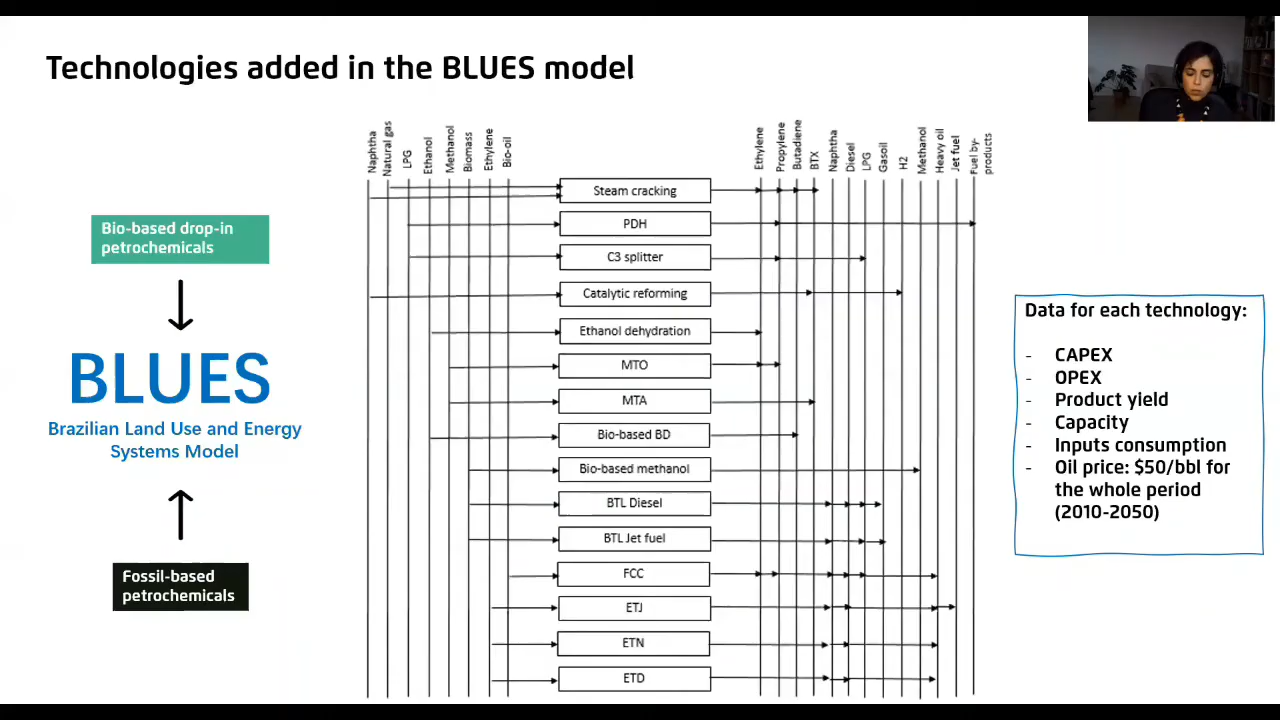 Technologies added in the BLUES model
Bio-based drop-in
petrochemicals
BLUES
Brazilian Land Use and Energy
Systems Model
Fossil-based
petrochemicals
Naphtha
Natural gas
LPG
Ethanol
Methanol
Biomass
Ethylene
Bio-oil
Steam cracking
PDH
C3 splitter
Catalytic reforming
Ethanol dehydration
MTO
MTA
Bio-based BD
Bio-based methanol
BTL Diesel
BTL Jet fuel
FCC
ETJ
ETN
ETD
Ethylene
Propylene
Butadiene
BTX
Naphtha
Diesel
LPG
Gasoil
H2
Methanol
Heavy oil
Jet fuel
Fuel by-
products
Data for each technology:
- CAPEX
- OPEX
- Product yield
- Capacity
- Inputs consumption
- Oil price: $50/bbl for
the whole period
(2010-2050)